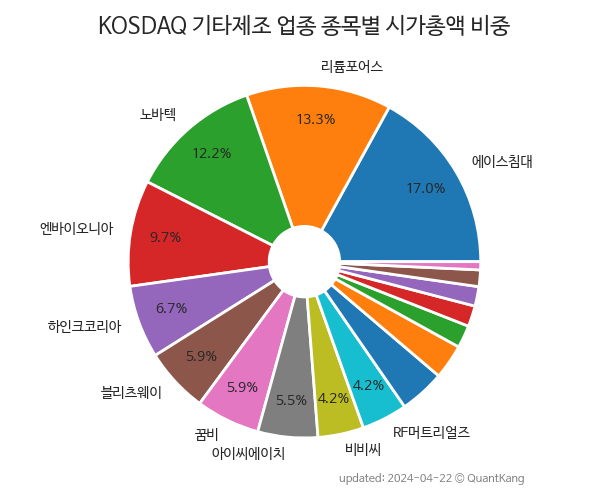 KOSDAQ 기타제조 업종 종목별 시가총액 비중
리튬포어스
13.3%
노바텍
12.2%
에이스침대
17.0%
엔바이오니아
9.7%
하인크코리아
6.7%
블리츠웨이
5.9%
꿈비
5.9%
아이씨에이치
5.5%
비비씨
4.2%
RF머트리얼즈
4.2%
updated: 2024-04-22 © QuantKang